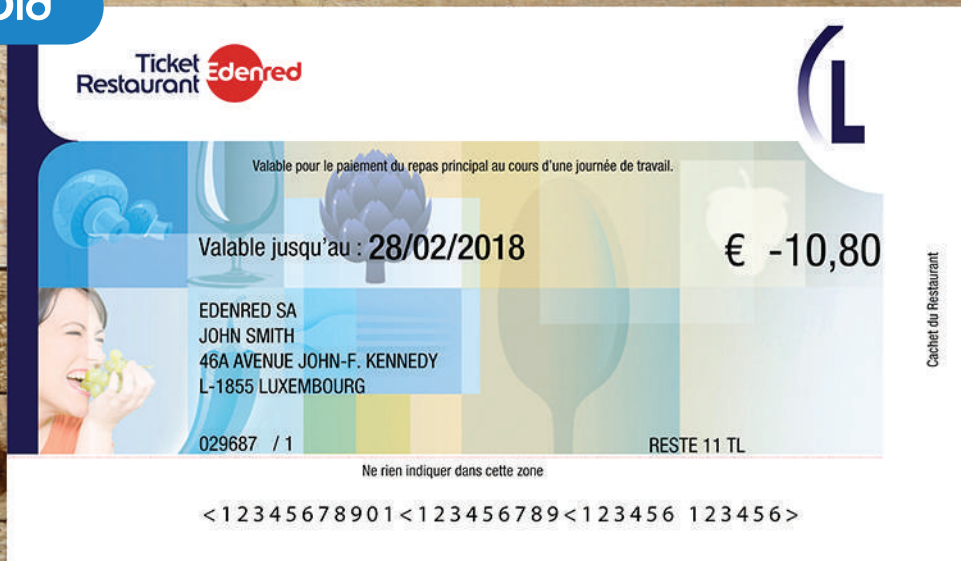 Ticket
Restaurant
Edenred
L
Valable pour le paiement du repas principal au cours d'une journée de travail.
Valable jusqu'au : 28/02/2018
€ -10,80
EDENRED SA
JOHN SMITH
46A AVENUE JOHN-F. KENNEDY
L-1855 LUXEMBOURG
029687 / 1
RESTE 11 TL
Cachet du Restaurant
Ne rien indiquer dans cette zone
<12345678901<123456789<123456 123456>